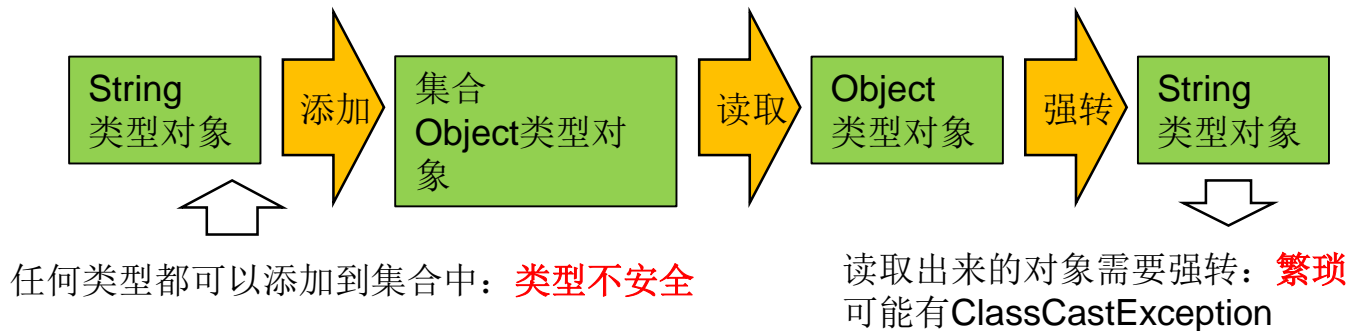 String
类型对象
添加
集合
Object类型对
象
读取
Object
类型对象
强转
String
类型对象
任何类型都可以添加到集合中：类型不安全
读取出来的对象需要强转：繁琐
可能有ClassCastException